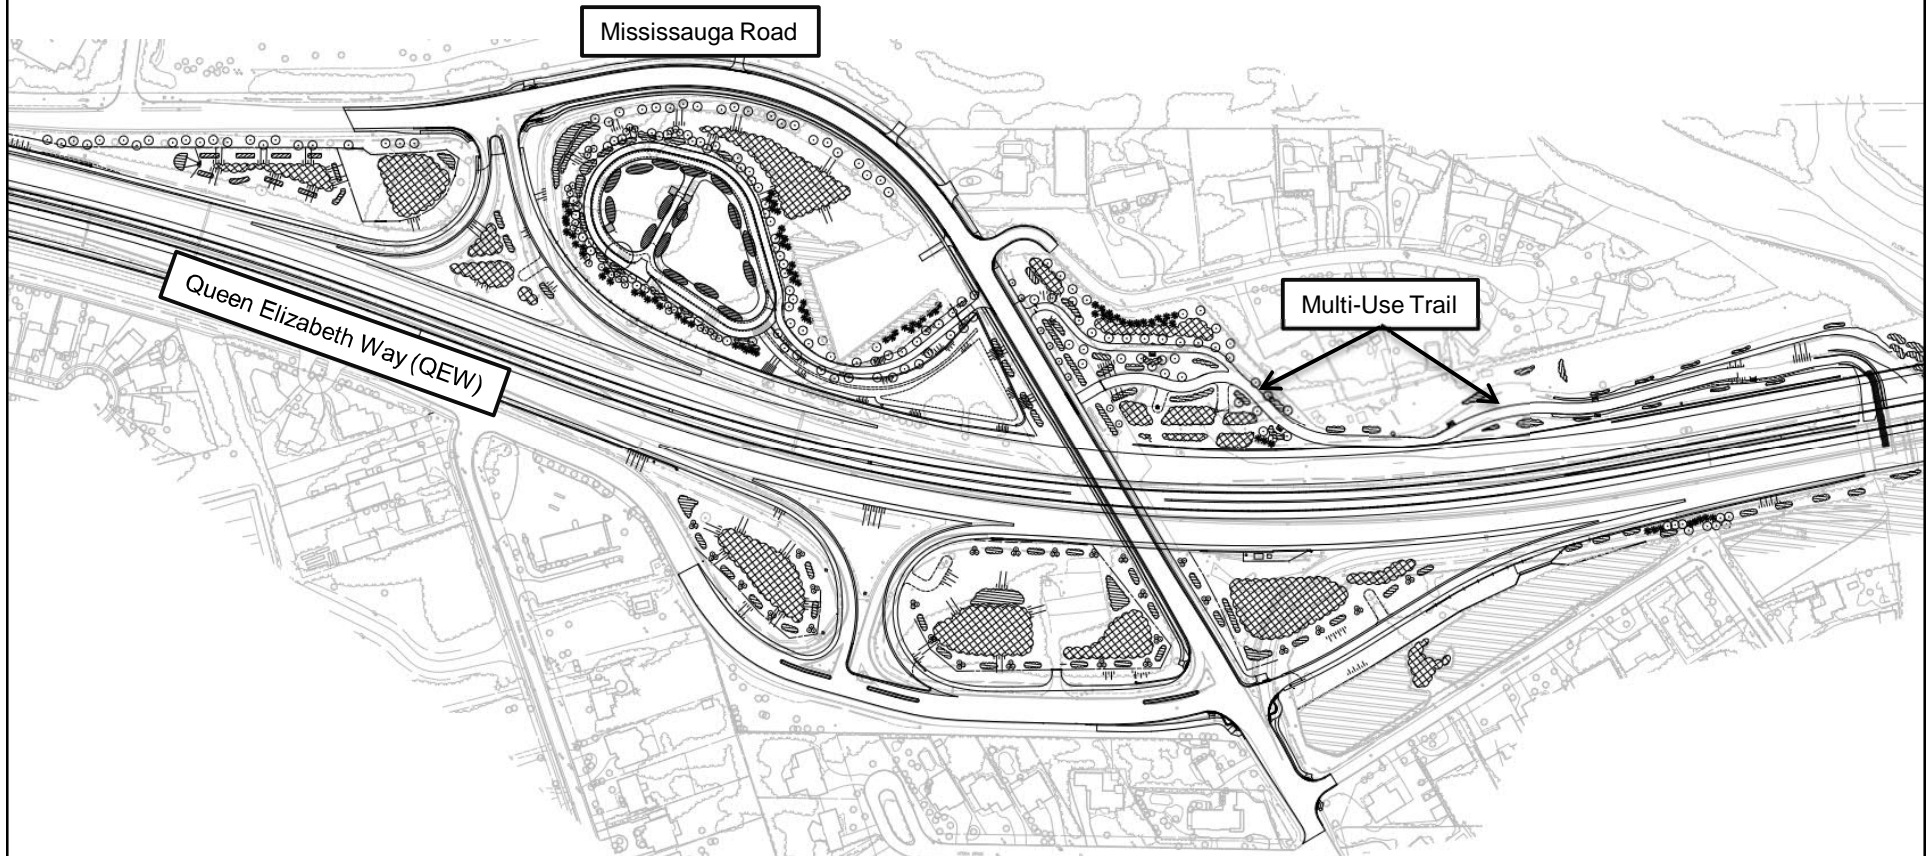 Mississauga Road
Queen Elizabeth Way (QEW)
Multi-Use Trail